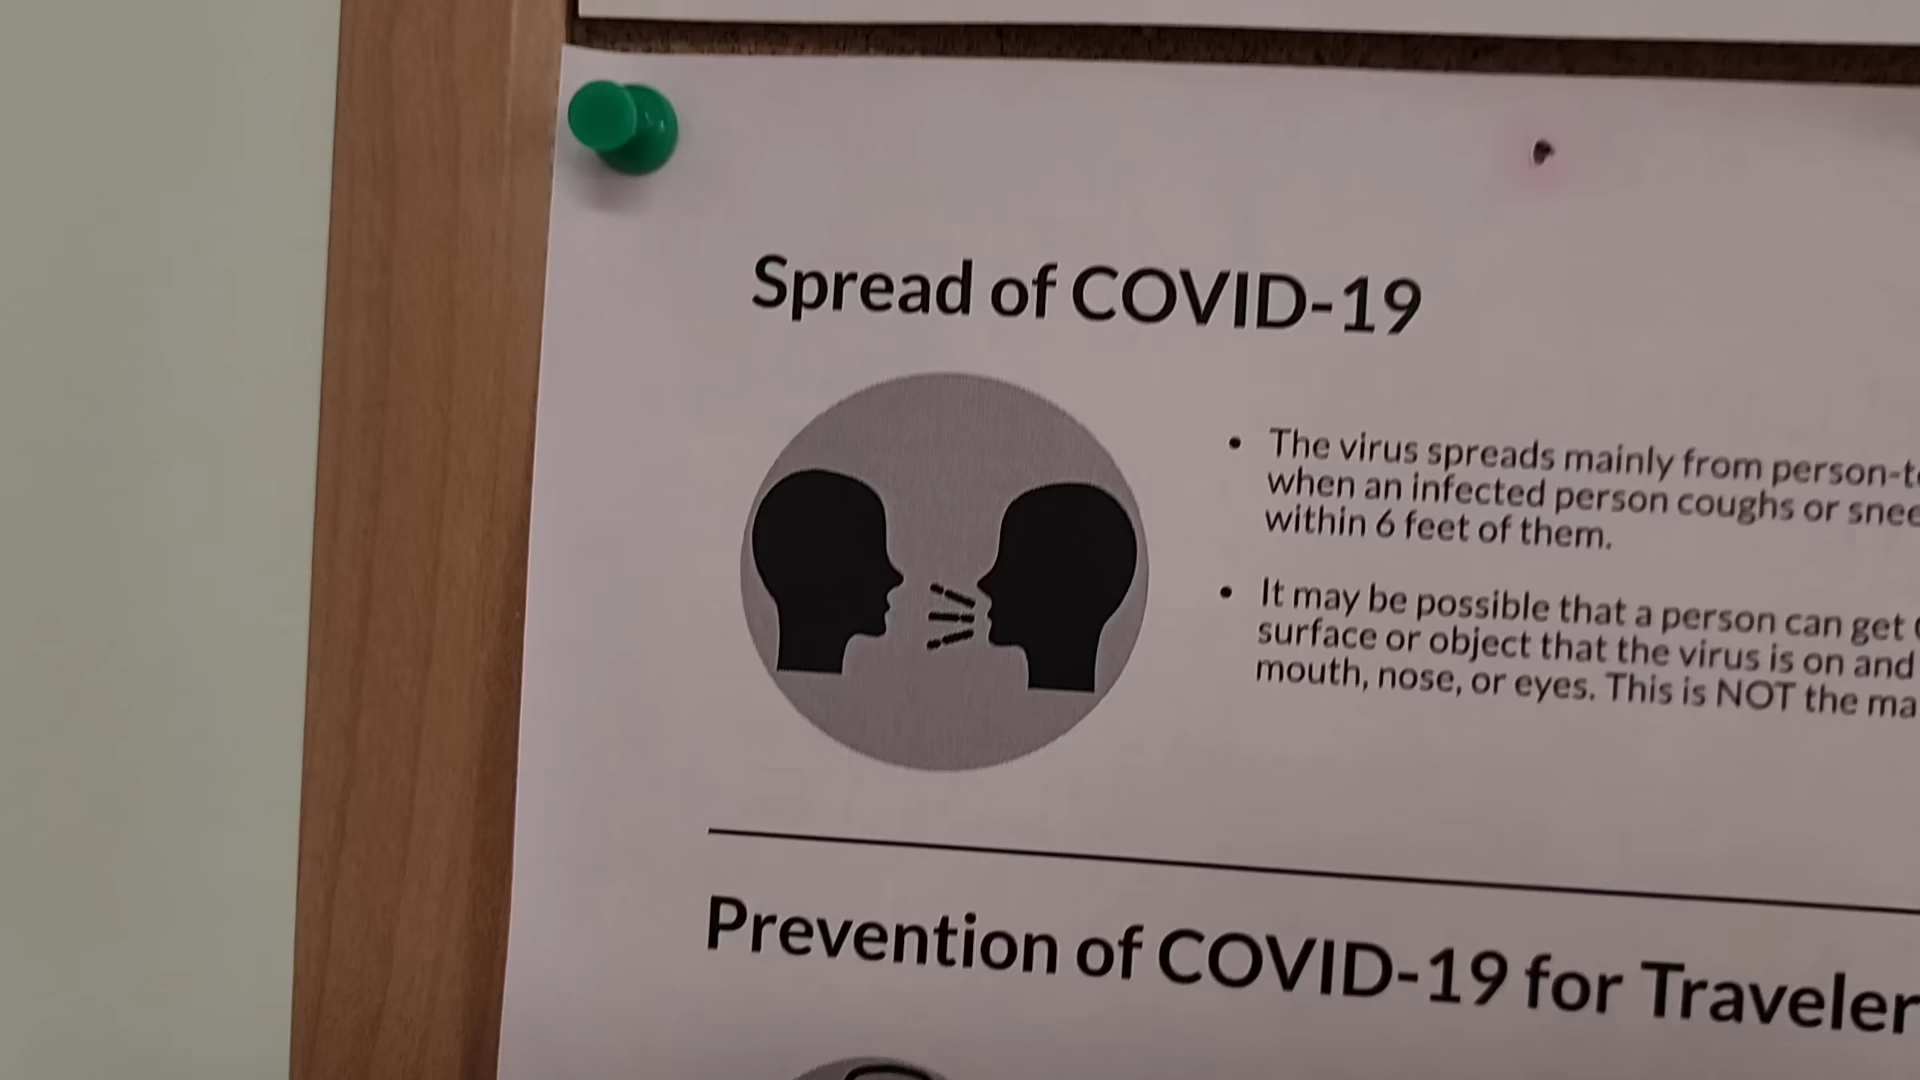 Spread of COVID-19
• The virus spreads mainly from person-t
when an infected person coughs or snee
within 6 feet of them.
• It may be possible that a person can get
surface or object that the virus is on and
mouth, nose, or eyes. This is NOT the ma
Prevention of COVID-19 for Traveler